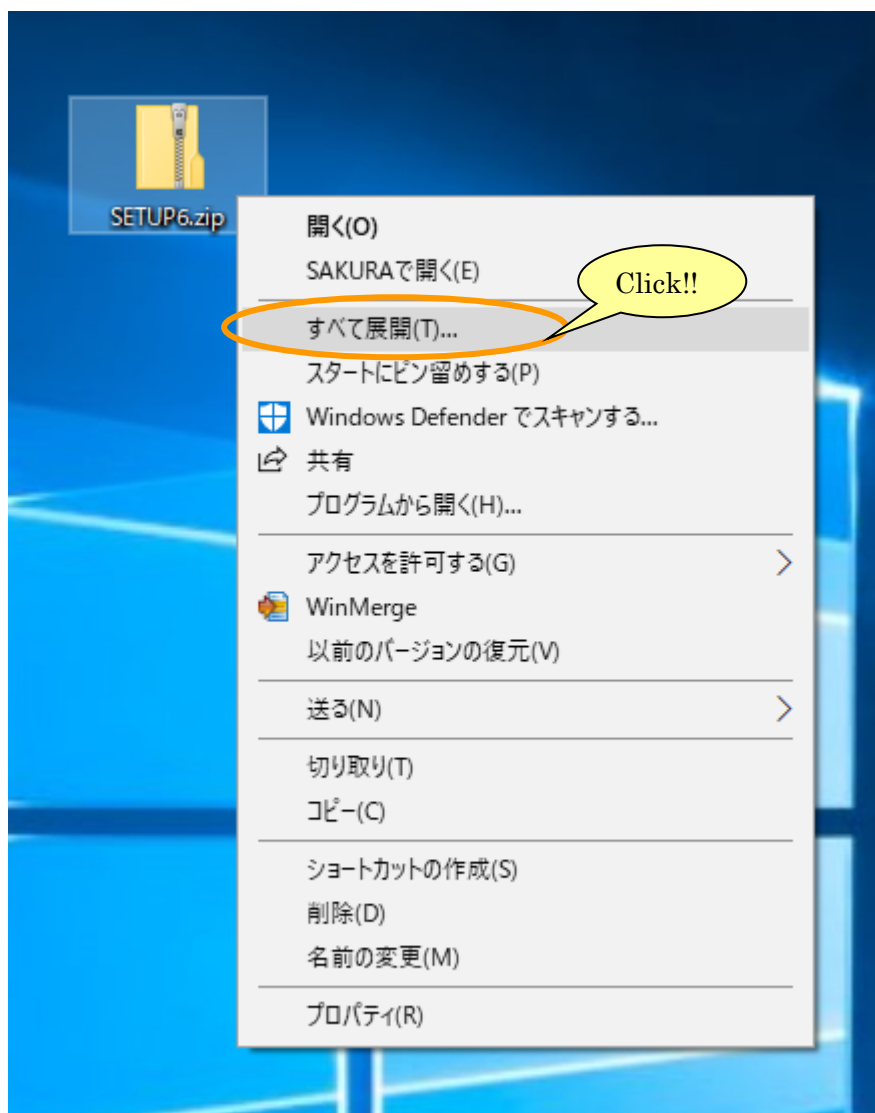 SETUP6.zip
開く(O)
SAKURAで開く(E)
Click!!
すべて展開(T)...
スタートにピン留めする(P)
Windows Defender でスキャンする...
共有
プログラムから開く(H)...
アクセスを許可する(G)
WinMerge
以前のバージョンの復元(V)
送る(N)
切り取り(T)
コピー(C)
ショートカットの作成(S)
削除(D)
名前の変更(M)
プロパティ(R)